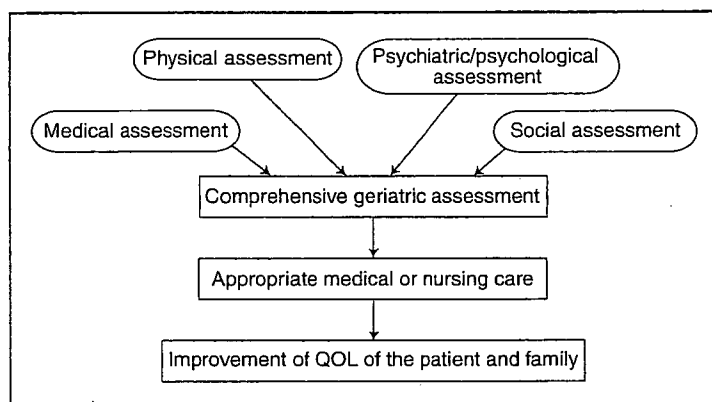 Physical assessment
Psychiatric/psychological
assessment
Medical assessment
Social assessment
Comprehensive geriatric assessment
Appropriate medical or nursing care
Improvement of QOL of the patient and family